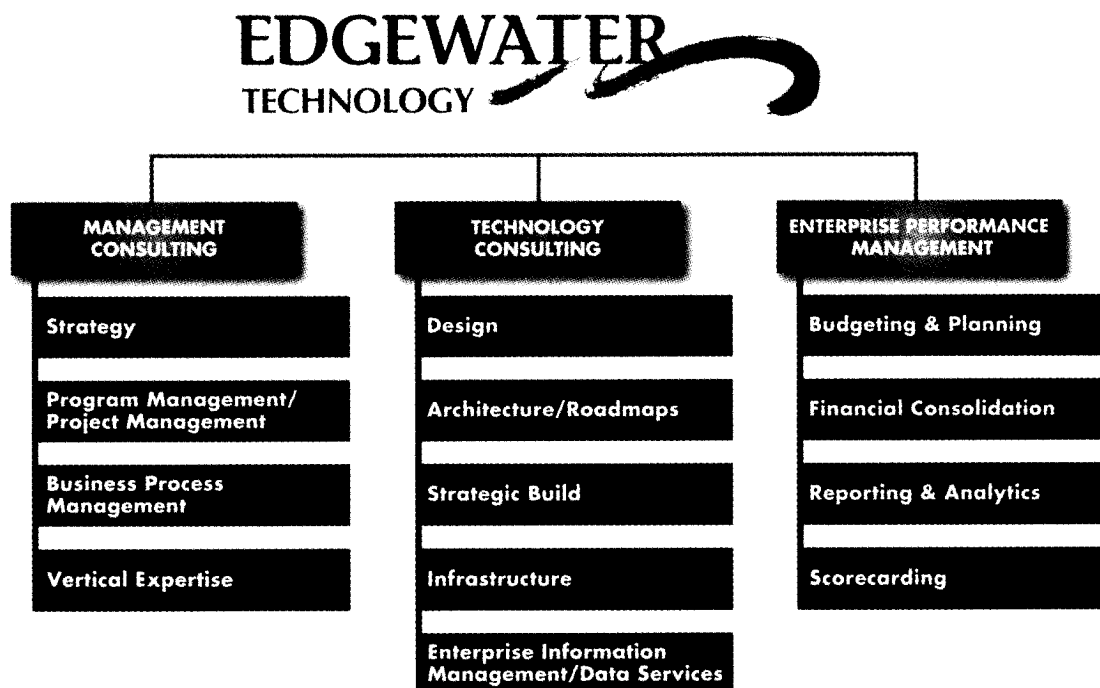 EDGEWATER
TECHNOLOGY
MANAGEMENT
CONSULTING
Strategy
Program Management/
Project Management
Business Process
Management
Vertical Expertise
TECHNOLOGY
CONSULTING
Design
Architecture/Roadmaps
Strategic Build
Infrastructure
Enterprise Information
Management/Data Services
ENTERPRISE PERFORMANCE
MANAGEMENT
Budgeting & Planning
Financial Consolidation
Reporting & Analytics
Scorecarding